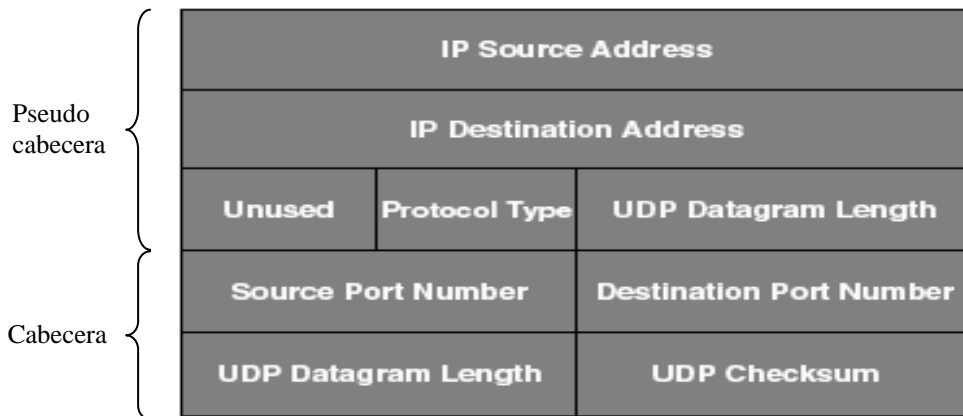 IP Source Address
Pseudo
cabecera
IP Destination Address
Unused
Protocol Type
UDP Datagram Length
Source Port Number
Destination Port Number
Cabecera
UDP Datagram Length
UDP Checksum